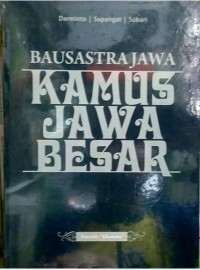 Darminto | Supangat | Subari
BAUSASTRA JAWA
KAMUS
JAWA
BESAR